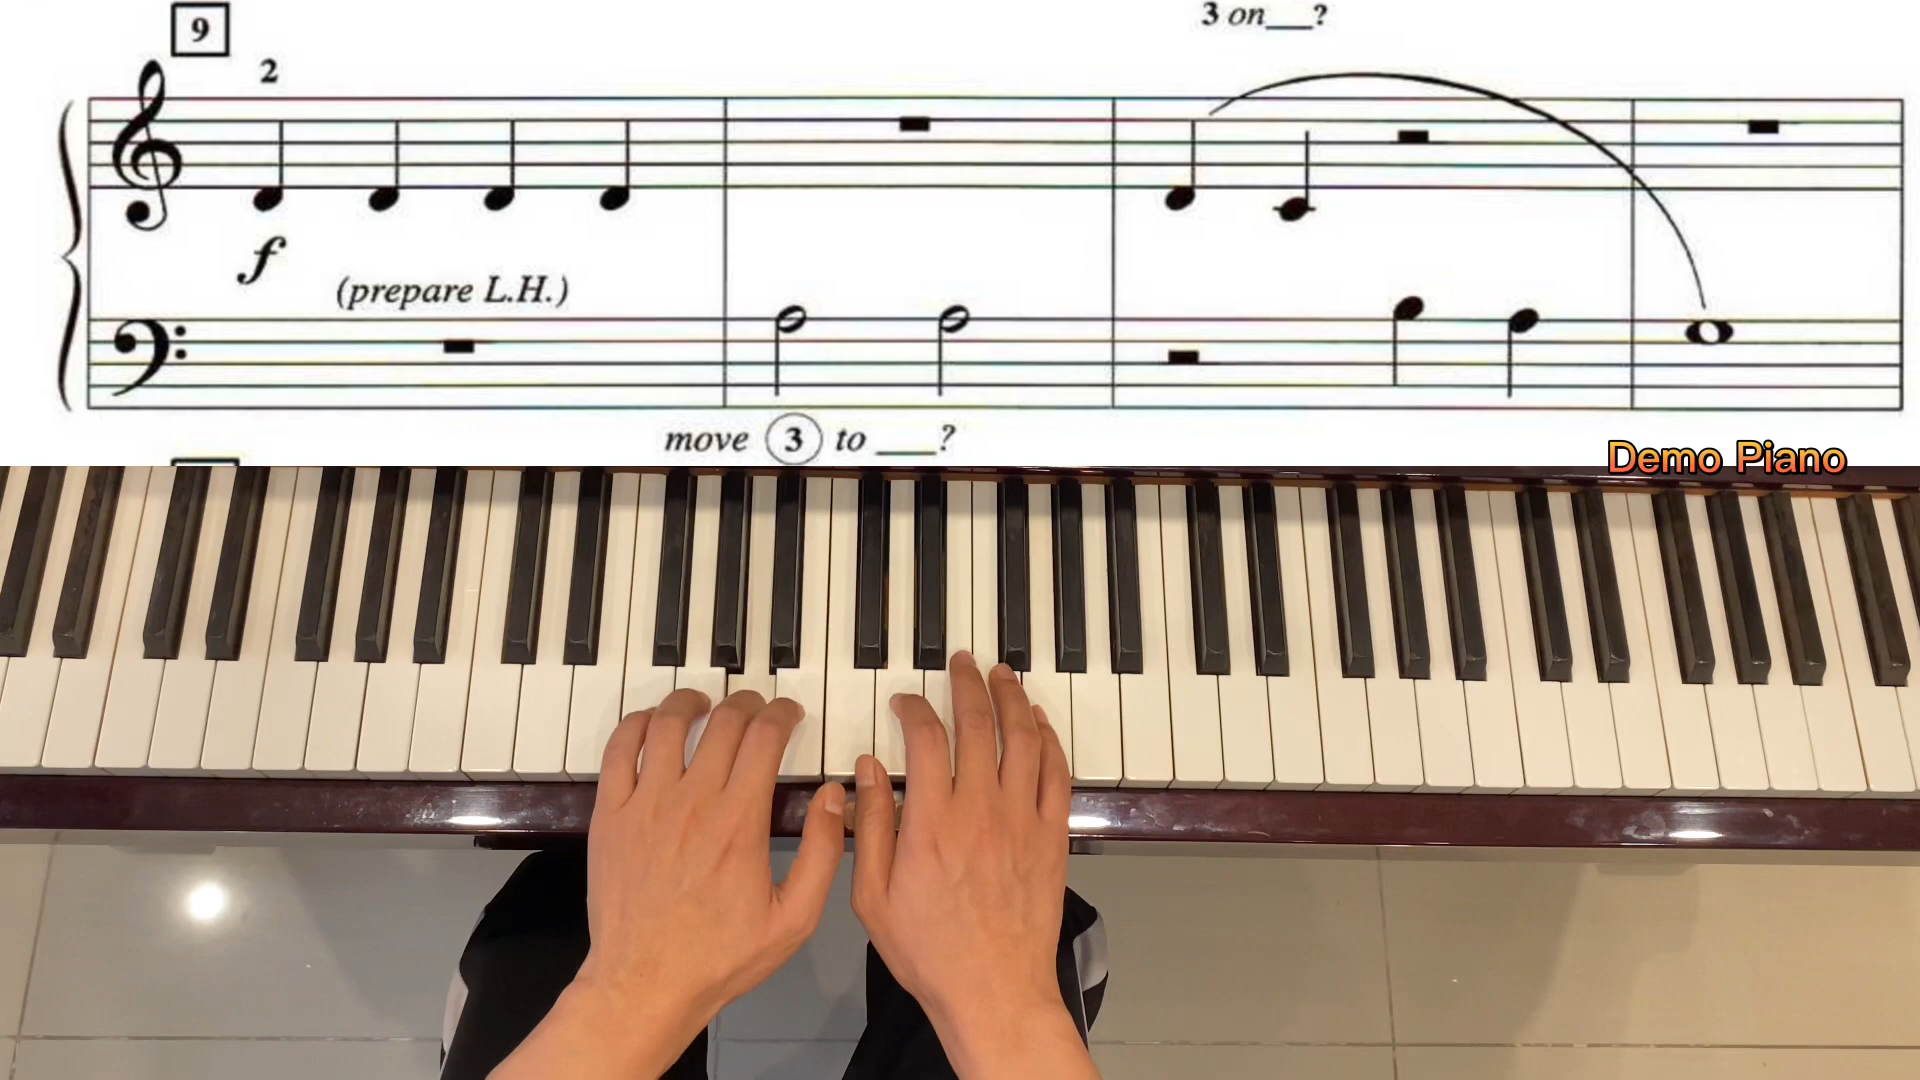 3 on___?
9
2
f
(prepare L.H.)
move 3 to ___?
Demo Piano